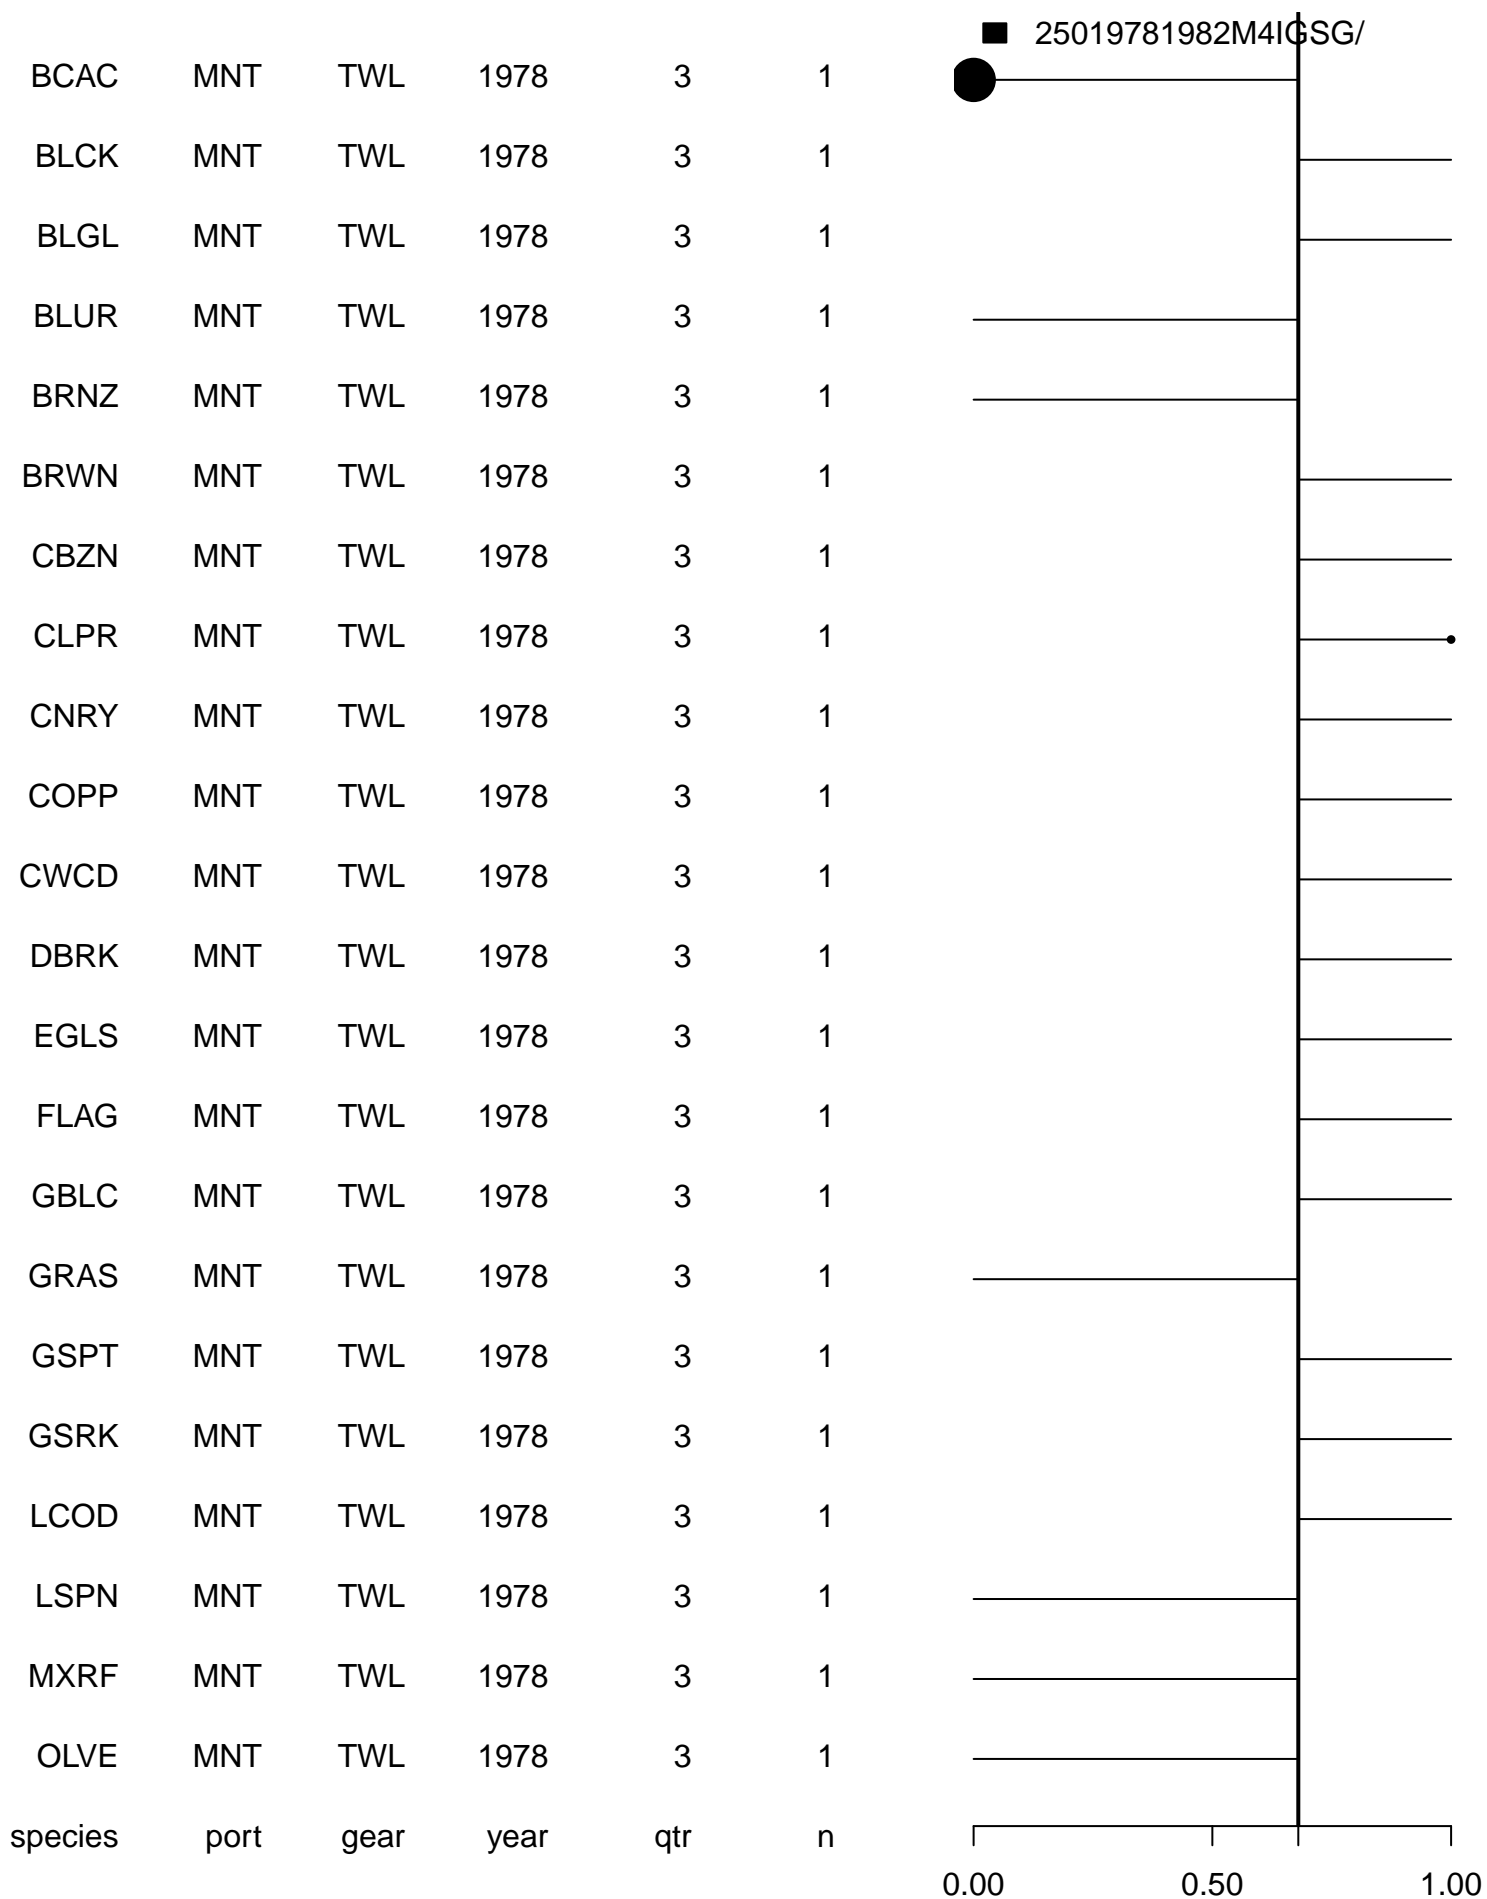 25019781982M4IGSG/
BCAC MNT TWL 1978 3 1
BLCK MNT TWL 1978 3 1
BLGL MNT TWL 1978 3 1
BLUR MNT TWL 1978 3 1
BRNZ MNT TWL 1978 3 1
BRWN MNT TWL 1978 3 1
CBZN MNT TWL 1978 3 1
CLPR MNT TWL 1978 3 1
CNRY MNT TWL 1978 3 1
COPP MNT TWL 1978 3 1
CWCD MNT TWL 1978 3 1
DBRK MNT TWL 1978 3 1
EGLS MNT TWL 1978 3 1
FLAG MNT TWL 1978 3 1
GBLC MNT TWL 1978 3 1
GRAS MNT TWL 1978 3 1
GSPT MNT TWL 1978 3 1
GSRK MNT TWL 1978 3 1
LCOD MNT TWL 1978 3 1
LSPN MNT TWL 1978 3 1
MXRF MNT TWL 1978 3 1
OLVE MNT TWL 1978 3 1
species port gear year qtr n
0.00 0.50 1.00